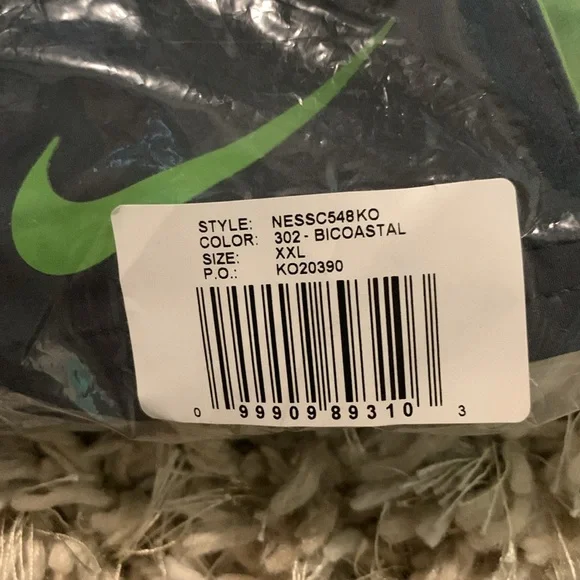 STYLE: NESSC548KO
COLOR: 302 - BICOASTAL
SIZE: XXL
P.O.: KO20390
0 99909 89310 3